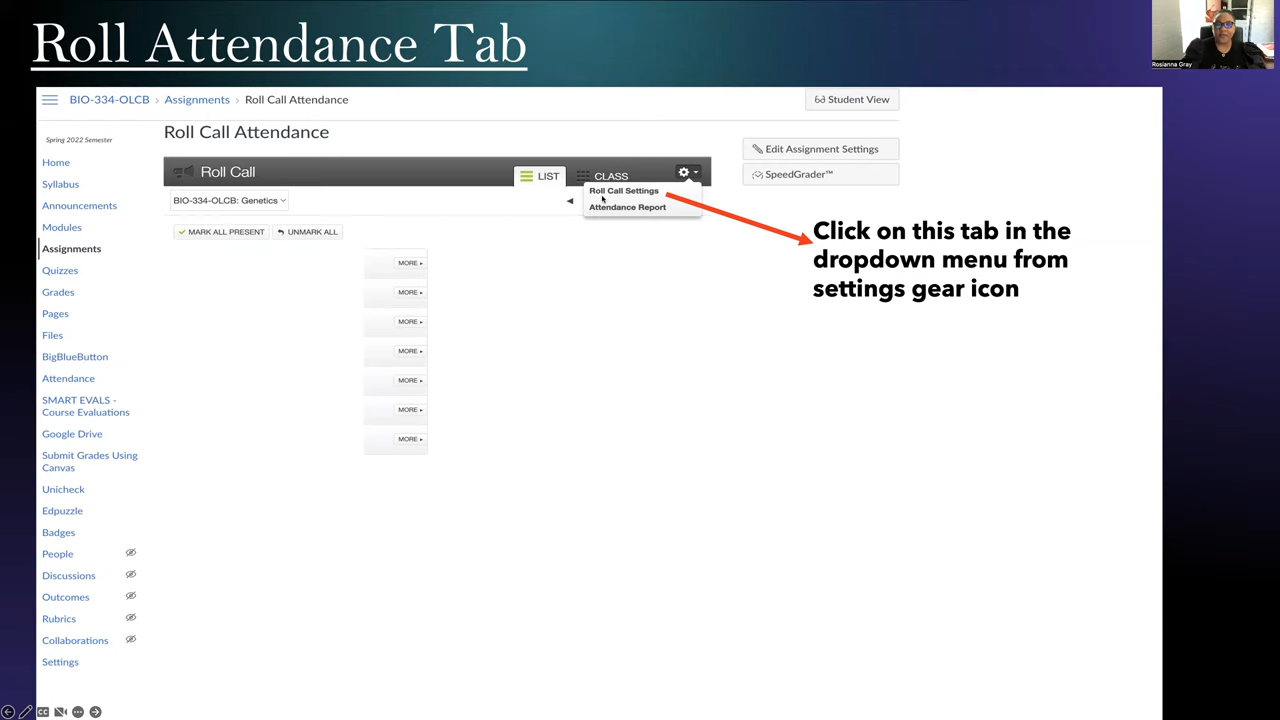 Roll Attendance Tab
Rosianna Gray
BIO-334-OLCB › Assignments › Roll Call Attendance
Student View
Spring 2022 Semester
Home
Syllabus
Announcements
Modules
Assignments
Quizzes
Grades
Pages
Files
BigBlueButton
Attendance
SMART EVALS -
Course Evaluations
Google Drive
Submit Grades Using
Canvas
Unicheck
Edpuzzle
Badges
People
Discussions
Outcomes
Rubrics
Collaborations
Settings
Roll Call Attendance
Roll Call
LIST
CLASS
Roll Call Settings
Attendance Report
BIO-334-OLCB: Genetics
MARK ALL PRESENT
UNMARK ALL
MORE
MORE
MORE
MORE
MORE
MORE
MORE
Edit Assignment Settings
SpeedGrader™
Click on this tab in the
dropdown menu from
settings gear icon
CC